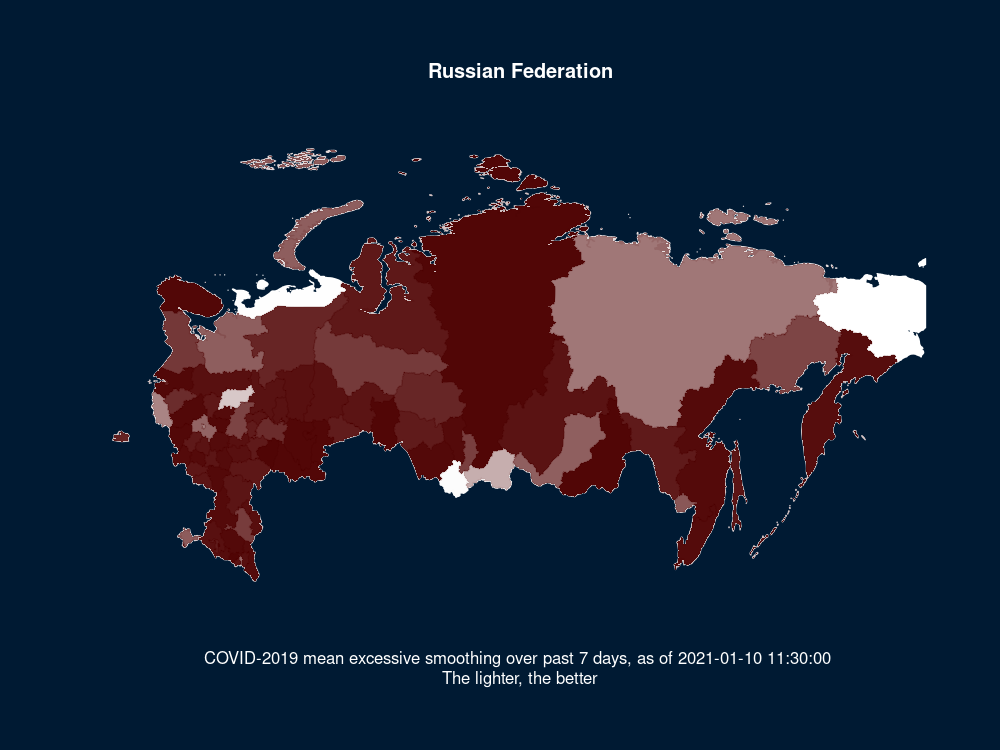 Russian Federation
COVID-2019 mean excessive smoothing over past 7 days, as of 2021-01-10 11:30:00
The lighter, the better